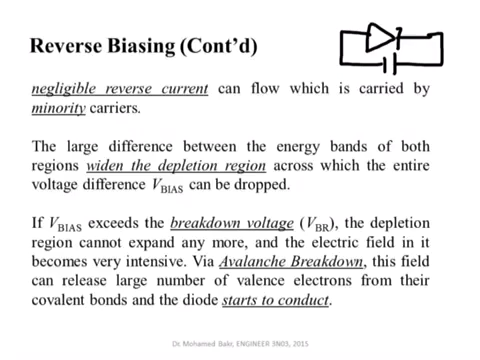 Reverse Biasing (Cont’d)
negligible reverse current can flow which is carried by
minority carriers.
The large difference between the energy bands of both
regions widen the depletion region across which the entire
voltage difference VBIAS can be dropped.
If VBIAS exceeds the breakdown voltage (VBR), the depletion
region cannot expand any more, and the electric field in it
becomes very intensive. Via Avalanche Breakdown, this field
can release large number of valence electrons from their
covalent bonds and the diode starts to conduct.
Dr. Mohamed Bakr, ENGINEER 3N03, 2015